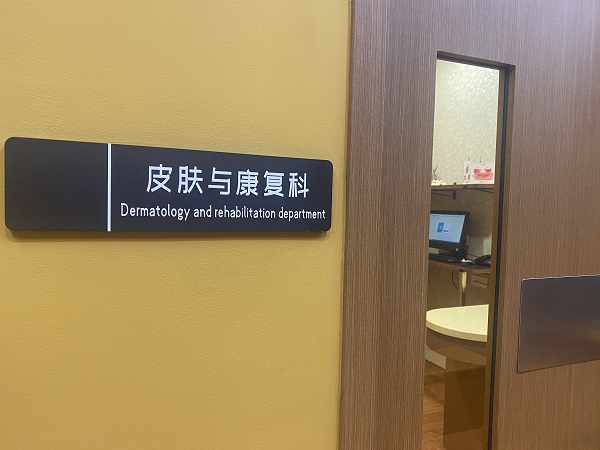 皮肤与康复科
Dermatology and rehabilitation department